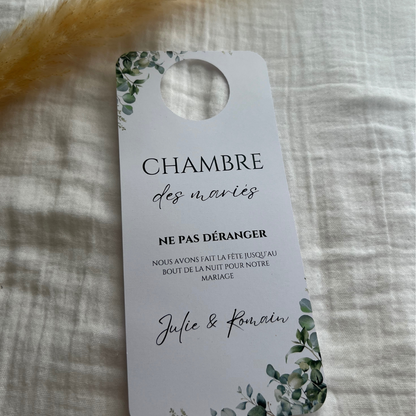 CHAMBRE
des mariés
NE PAS DÉRANGER
NOUS AVONS FAIT LA FÊTE JUSQU'AU
BOUT DE LA NUIT POUR NOTRE
MARIAGE
Julie & Romain